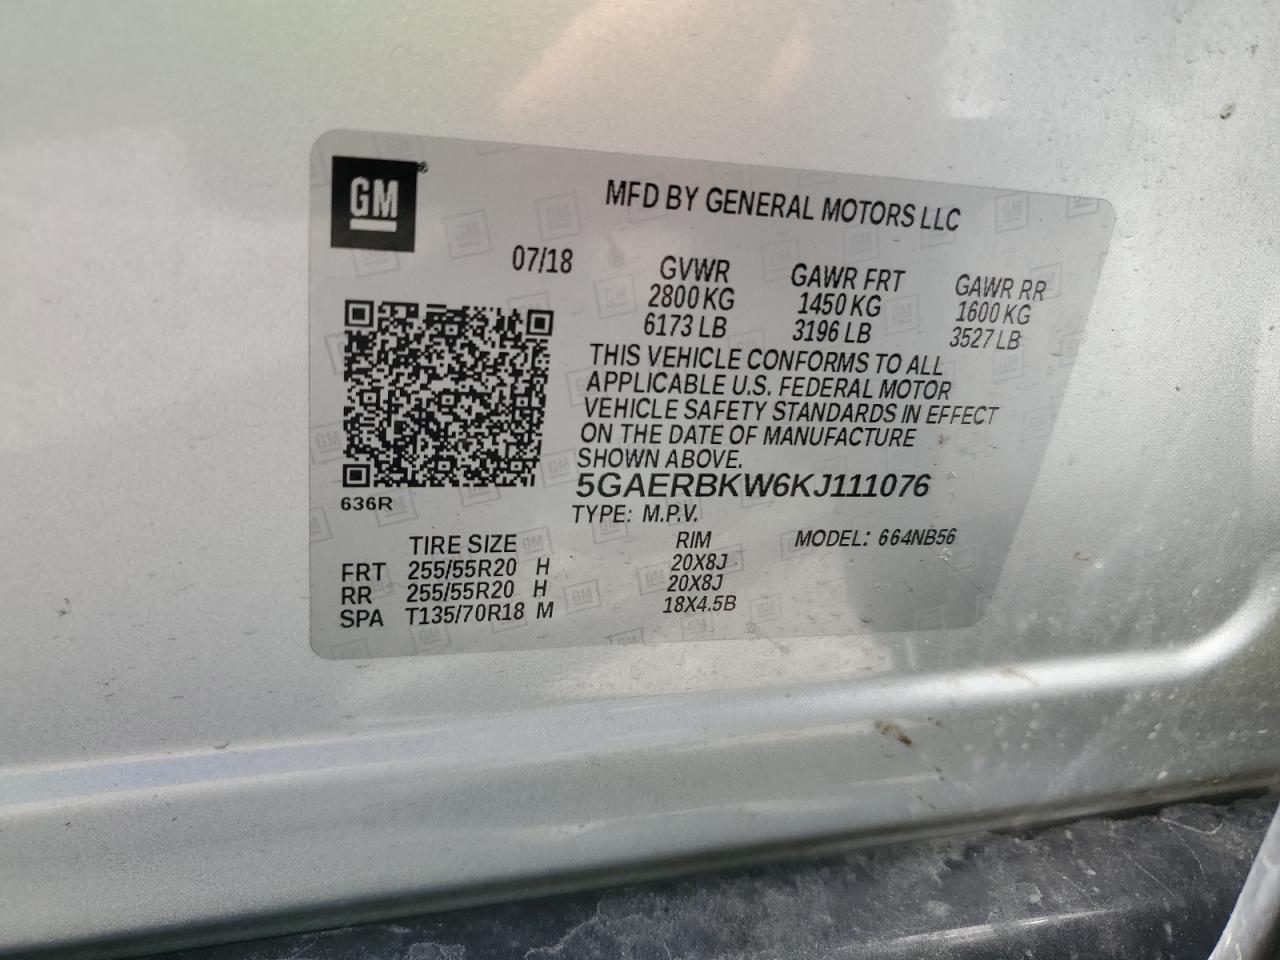 GM
MFD BY GENERAL MOTORS LLC
07/18
GVWR GAWR FRT GAWR RR
2800 KG 1450 KG 1600 KG
6173 LB 3196 LB 3527 LB
THIS VEHICLE CONFORMS TO ALL
APPLICABLE U.S. FEDERAL MOTOR
VEHICLE SAFETY STANDARDS IN EFFECT
ON THE DATE OF MANUFACTURE
SHOWN ABOVE.
5GAERBKW6KJ111076
636R
TYPE: M.P.V.
TIRE SIZE RIM MODEL: 664NB56
FRT 255/55R20 H 20X8J
RR 255/55R20 H 20X8J
SPA T135/70R18 M 18X4.5B